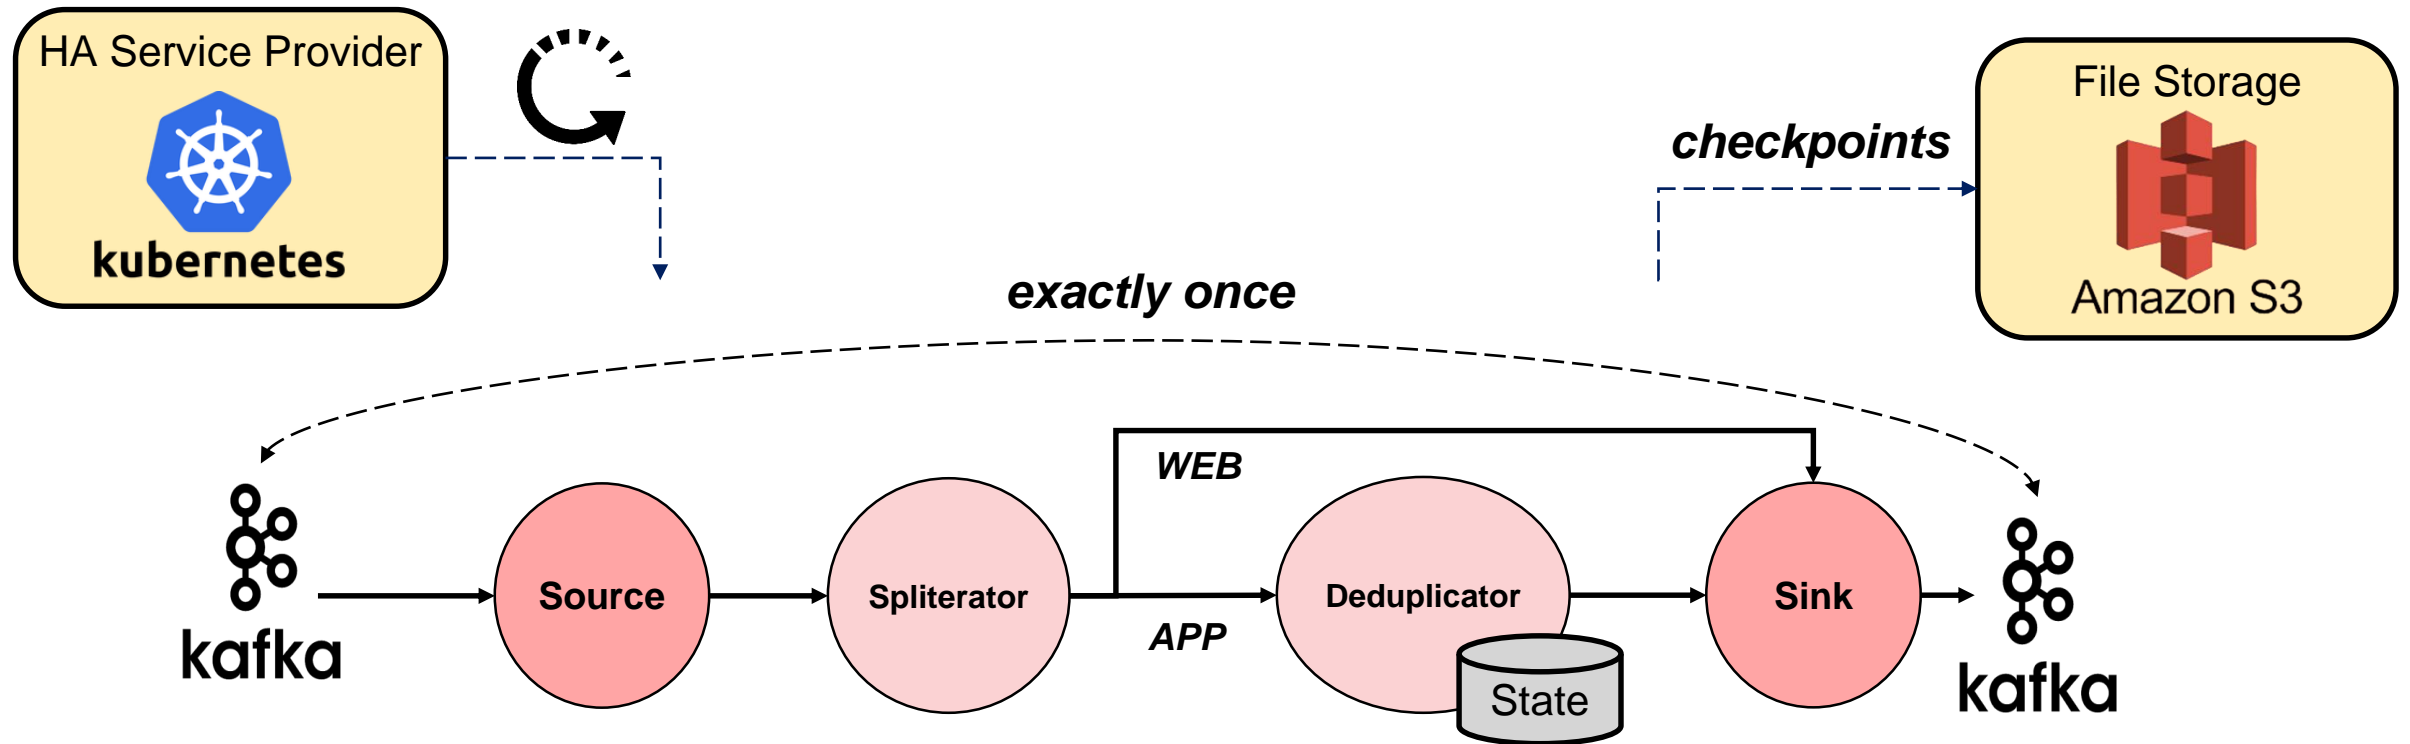 HA Service Provider
kubernetes
File Storage
Amazon S3
checkpoints
exactly once
WEB
APP
kafka
Source
Spliterator
Deduplicator
State
Sink
kafka